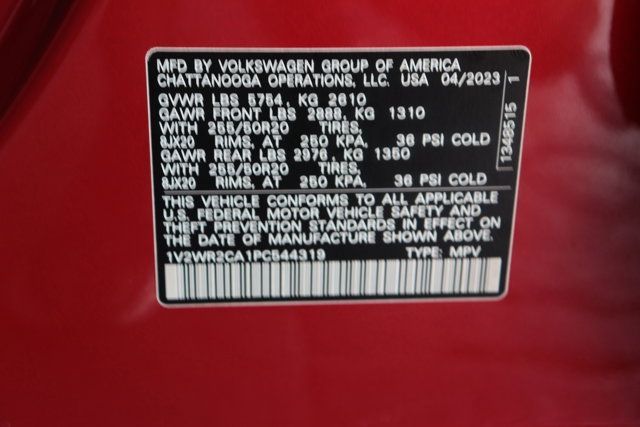 MFD BY VOLKSWAGEN GROUP OF AMERICA
CHATTANOOGA OPERATIONS, LLC. USA 04/2023
GVWR LBS 5754, KG 2610
GAWR FRONT LBS 2888, KG 1310
WITH 255/50R20 TIRES,
8JX20 RIMS, AT 250 KPA, 36 PSI COLD
GAWR REAR LBS 2976, KG 1350
WITH 255/50R20 TIRES,
8JX20 RIMS, AT 250 KPA, 36 PSI COLD
THIS VEHICLE CONFORMS TO ALL APPLICABLE
U.S. FEDERAL MOTOR VEHICLE SAFETY AND
THEFT PREVENTION STANDARDS IN EFFECT ON
THE DATE OF MANUFACTURE SHOWN ABOVE.
1V2WR2CA1PC544319 TYPE: MPV
1348515 1